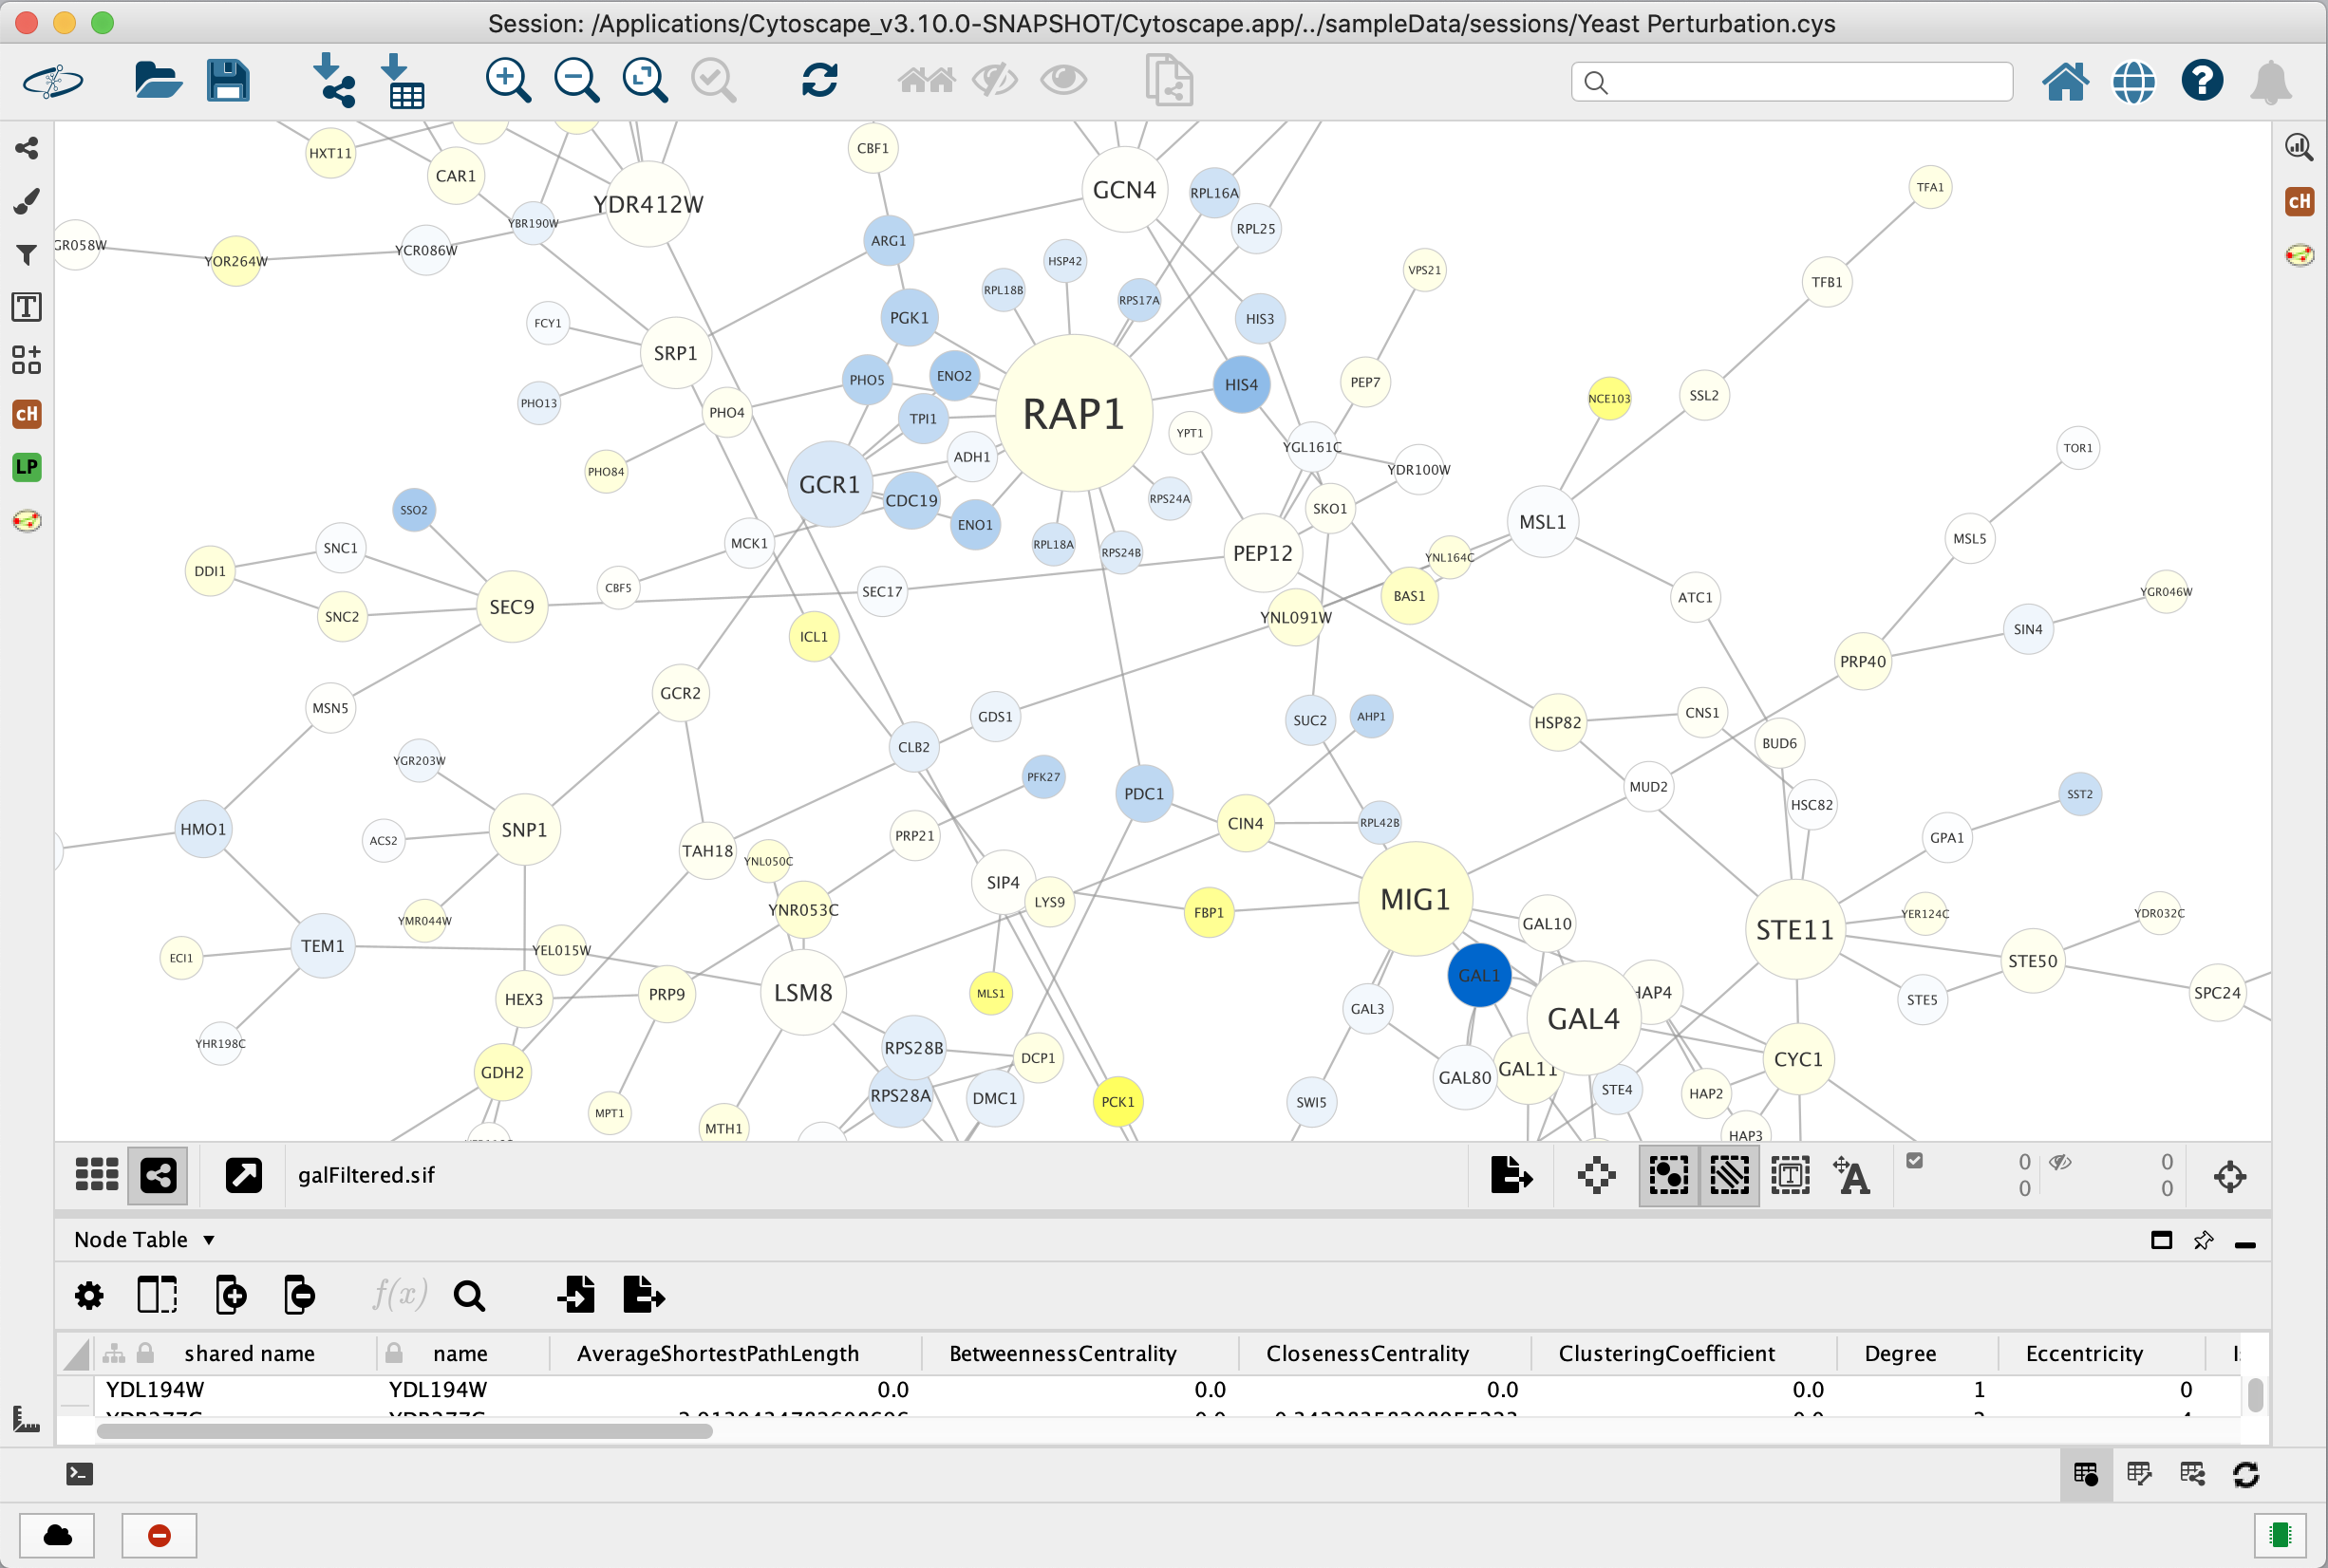 Session: /Applications/Cytoscape_v3.10.0-SNAPSHOT/Cytoscape.app/../sampleData/sessions/Yeast Perturbation.cys
?
T
cH
LP
cH
HXT11
CAR1
YDR412W
CBF1
GCN4
RPL16A
TFA1
YBR190W
RPL25
GR058W
YOR264W
YCR086W
ARG1
HSP42
VPS21
TFB1
RPL18B
RPS17A
FCY1
PGK1
HIS3
SRP1
PHO5
ENO2
HIS4
PEP7
SSL2
NCE103
PHO13
PHO4
TPI1
RAP1
YPT1
YGL161C
TOR1
PHO84
GCR1
ADH1
YDR100W
SSO2
CDC19
RPS24A
SKO1
MSL1
MSL5
SNC1
MCK1
ENO1
RPL18A
RPS24B
PEP12
YNL164C
DDI1
CBF5
SEC17
BAS1
ATC1
YGR046W
SNC2
SEC9
YNL091W
SIN4
ICL1
PRP40
MSN5
GCR2
GDS1
SUC2
AHP1
HSP82
CNS1
CLB2
BUD6
YGR203W
PFK27
PDC1
MUD2
HSC82
SST2
HMO1
SNP1
ACS2
TAH18
YNL050C
PRP21
CIN4
RPL42B
GPA1
SIP4
LYS9
MIG1
YMR044W
YNR053C
FBP1
GAL10
STE11
YER124C
YDR032C
ECI1
TEM1
YEL015W
GAL1
STE50
HEX3
PRP9
LSM8
MLS1
GAL3
GAL4
HAP4
STE5
SPC24
YHR198C
RPS28B
DCP1
GAL80
GAL11
CYC1
GDH2
RPS28A
DMC1
PCK1
SWI5
STE4
HAP2
MPT1
MTH1
HAP3
galFiltered.sif
T
A
0
0
0
0
Node Table
f(x)
shared name name AverageShortestPathLength BetweennessCentrality ClosenessCentrality ClusteringCoefficient Degree Eccentricity
YDL194W YDL194W 0.0 0.0 0.0 0.0 1 0